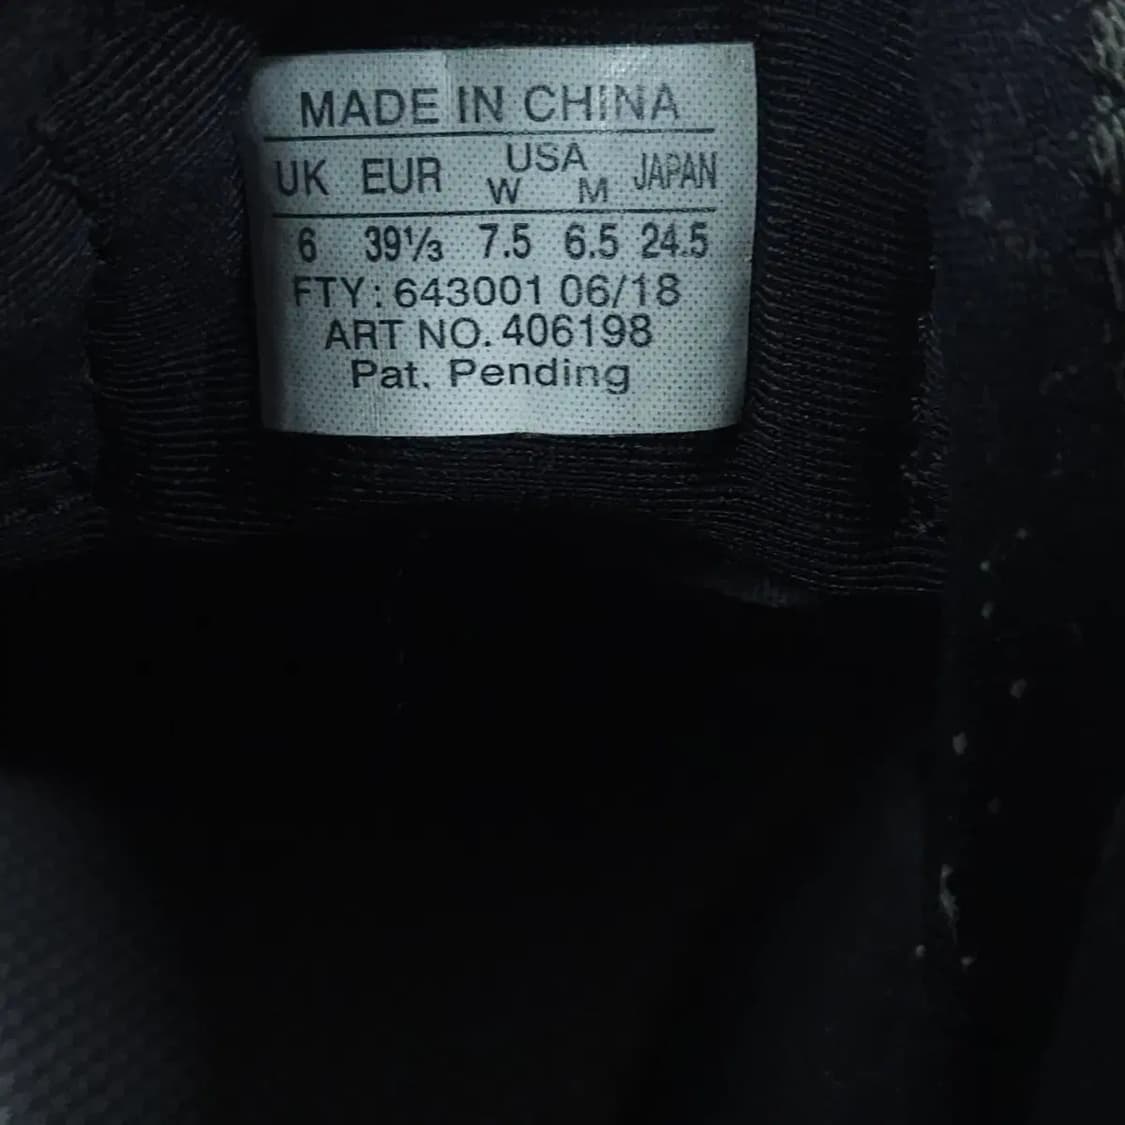 MADE IN CHINA
UK EUR USA W M JAPAN
6 39⅓ 7.5 6.5 24.5
FTY: 643001 06/18
ART NO. 406198
Pat. Pending